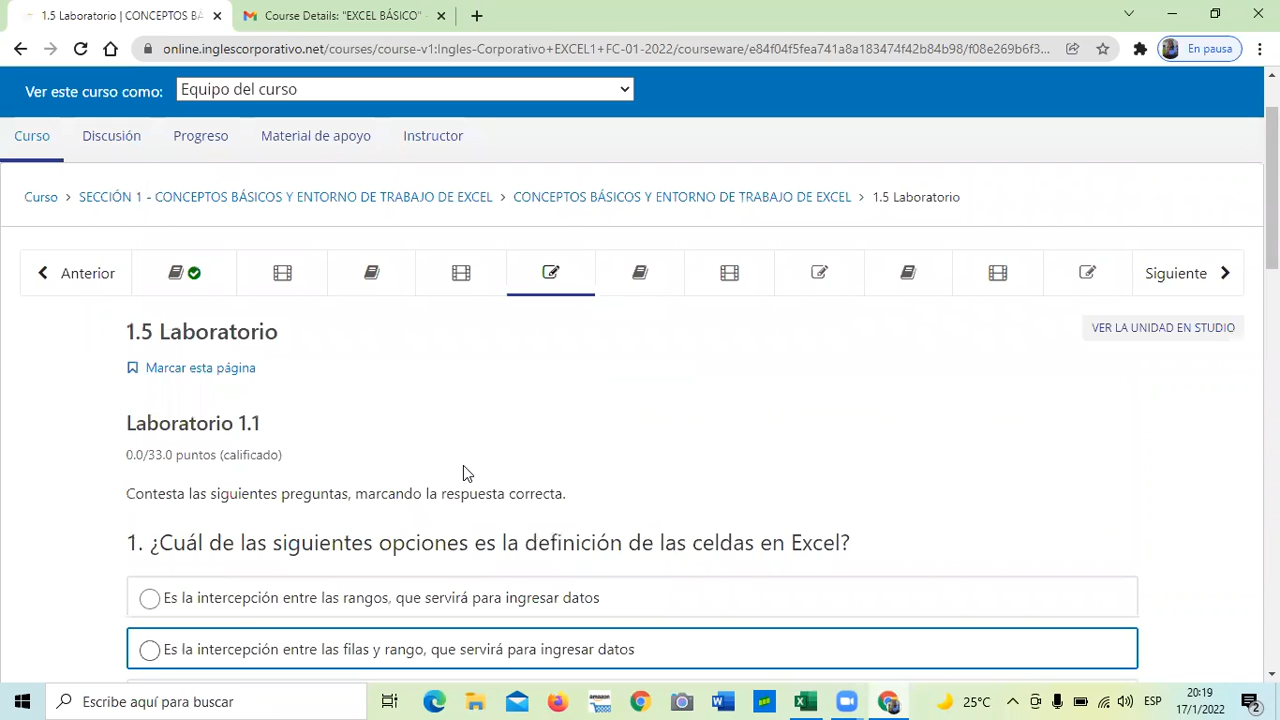 1.5 Laboratorio | CONCEPTOS BÁ
Course Details: "EXCEL BÁSICO" -
online.inglescorporativo.net/courses/course-v1:Ingles-Corporativo+EXCEL1+FC-01-2022/courseware/c84f04f5fea741a8a183474f42b84b98/f08e269b6f3...
En pausa
Ver este curso como:
Equipo del curso
Curso
Discusión
Progreso
Material de apoyo
Instructor
Curso > SECCIÓN 1 - CONCEPTOS BÁSICOS Y ENTORNO DE TRABAJO DE EXCEL > CONCEPTOS BÁSICOS Y ENTORNO DE TRABAJO DE EXCEL > 1.5 Laboratorio
Anterior
Siguiente
1.5 Laboratorio
VER LA UNIDAD EN STUDIO
Marcar esta página
Laboratorio 1.1
0.0/33.0 puntos (calificado)
Contesta las siguientes preguntas, marcando la respuesta correcta.
1. ¿Cuál de las siguientes opciones es la definición de las celdas en Excel?
Es la intercepción entre las rangos, que servirá para ingresar datos
Es la intercepción entre las filas y rango, que servirá para ingresar datos
Escribe aquí para buscar
amazon
25°C
ESP
20:19
17/1/2022
2